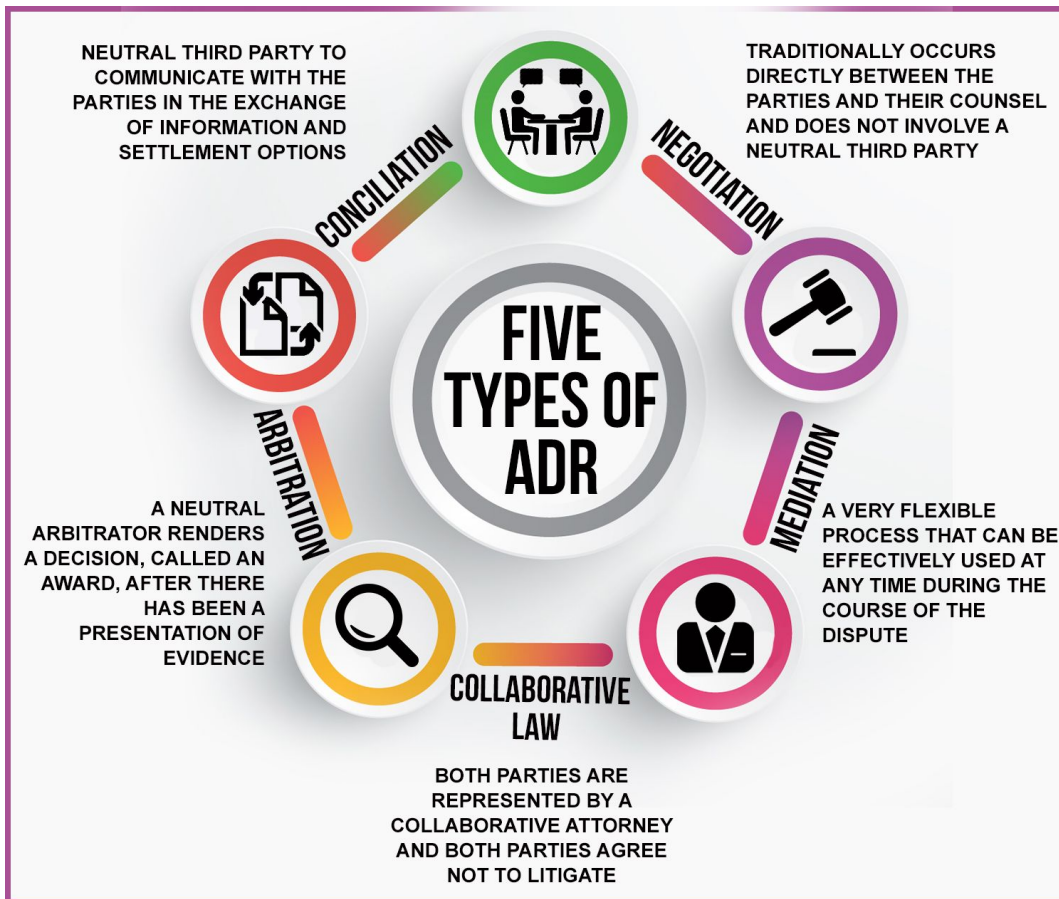 FIVE
TYPES OF
ADR
CONCILIATION
NEUTRAL THIRD PARTY TO
COMMUNICATE WITH THE
PARTIES IN THE EXCHANGE
OF INFORMATION AND
SETTLEMENT OPTIONS
NEGOTIATION
TRADITIONALLY OCCURS
DIRECTLY BETWEEN THE
PARTIES AND THEIR COUNSEL
AND DOES NOT INVOLVE A
NEUTRAL THIRD PARTY
MEDIATION
A VERY FLEXIBLE
PROCESS THAT CAN BE
EFFECTIVELY USED AT
ANY TIME DURING THE
COURSE OF THE
DISPUTE
COLLABORATIVE
LAW
BOTH PARTIES ARE
REPRESENTED BY A
COLLABORATIVE ATTORNEY
AND BOTH PARTIES AGREE
NOT TO LITIGATE
ARBITRATION
A NEUTRAL
ARBITRATOR RENDERS
A DECISION, CALLED AN
AWARD, AFTER THERE
HAS BEEN A
PRESENTATION OF
EVIDENCE